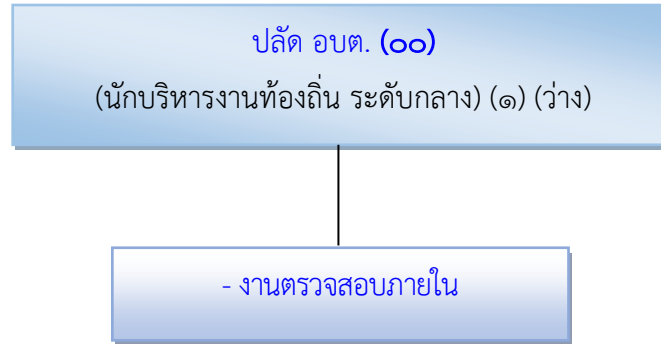 ปลัด อบต. (๐๐)
(นักบริหารงานท้องถิ่น ระดับกลาง) (๑) (ว่าง)
- งานตรวจสอบภายใน